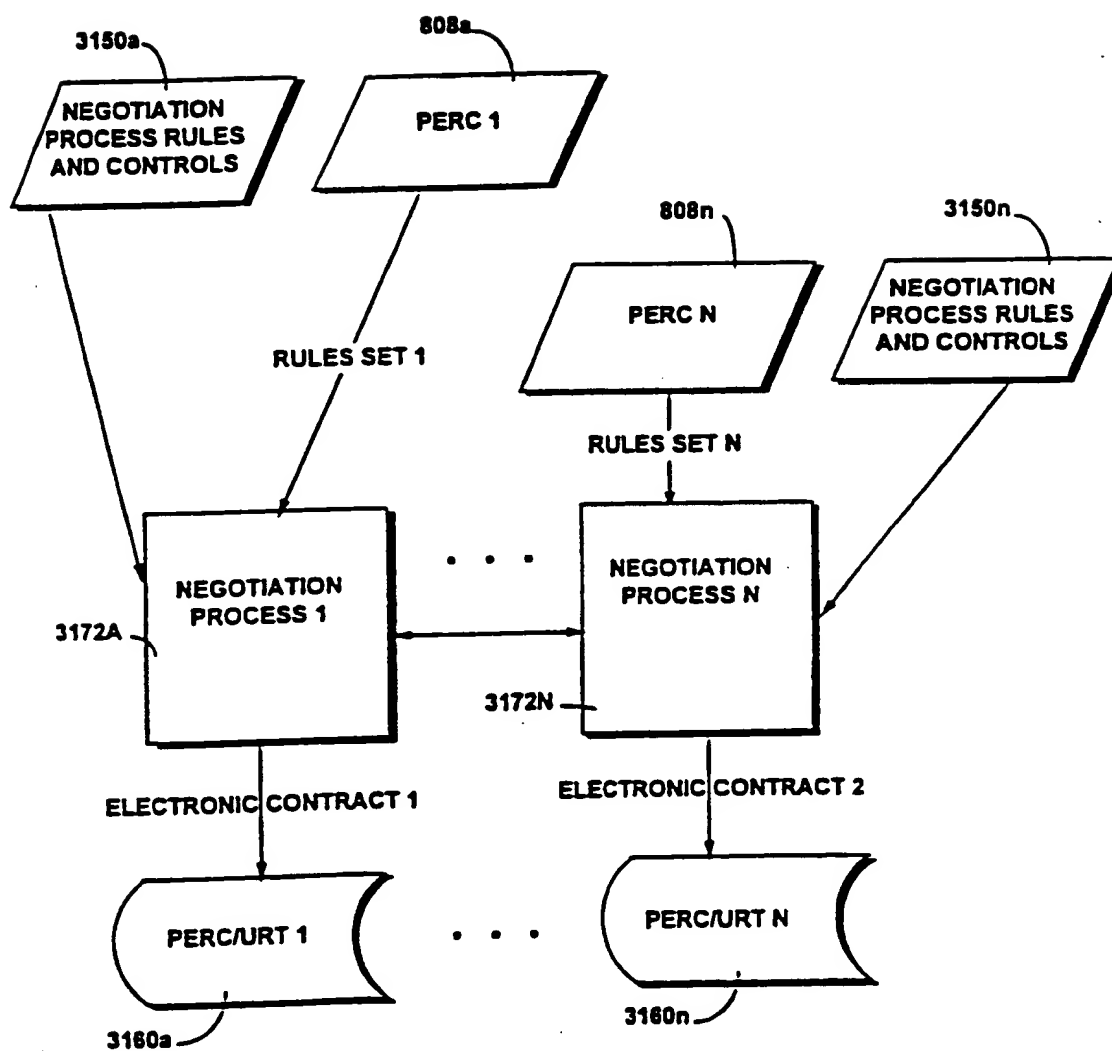 3150a
808a
NEGOTIATION
PROCESS RULES
AND CONTROLS
PERC 1
808n
3150n
PERC N
NEGOTIATION
PROCESS RULES
AND CONTROLS
RULES SET 1
RULES SET N
NEGOTIATION
PROCESS 1
NEGOTIATION
PROCESS N
3172A
3172N
ELECTRONIC CONTRACT 1
ELECTRONIC CONTRACT 2
PERC/URT 1
PERC/URT N
3160a
3160n